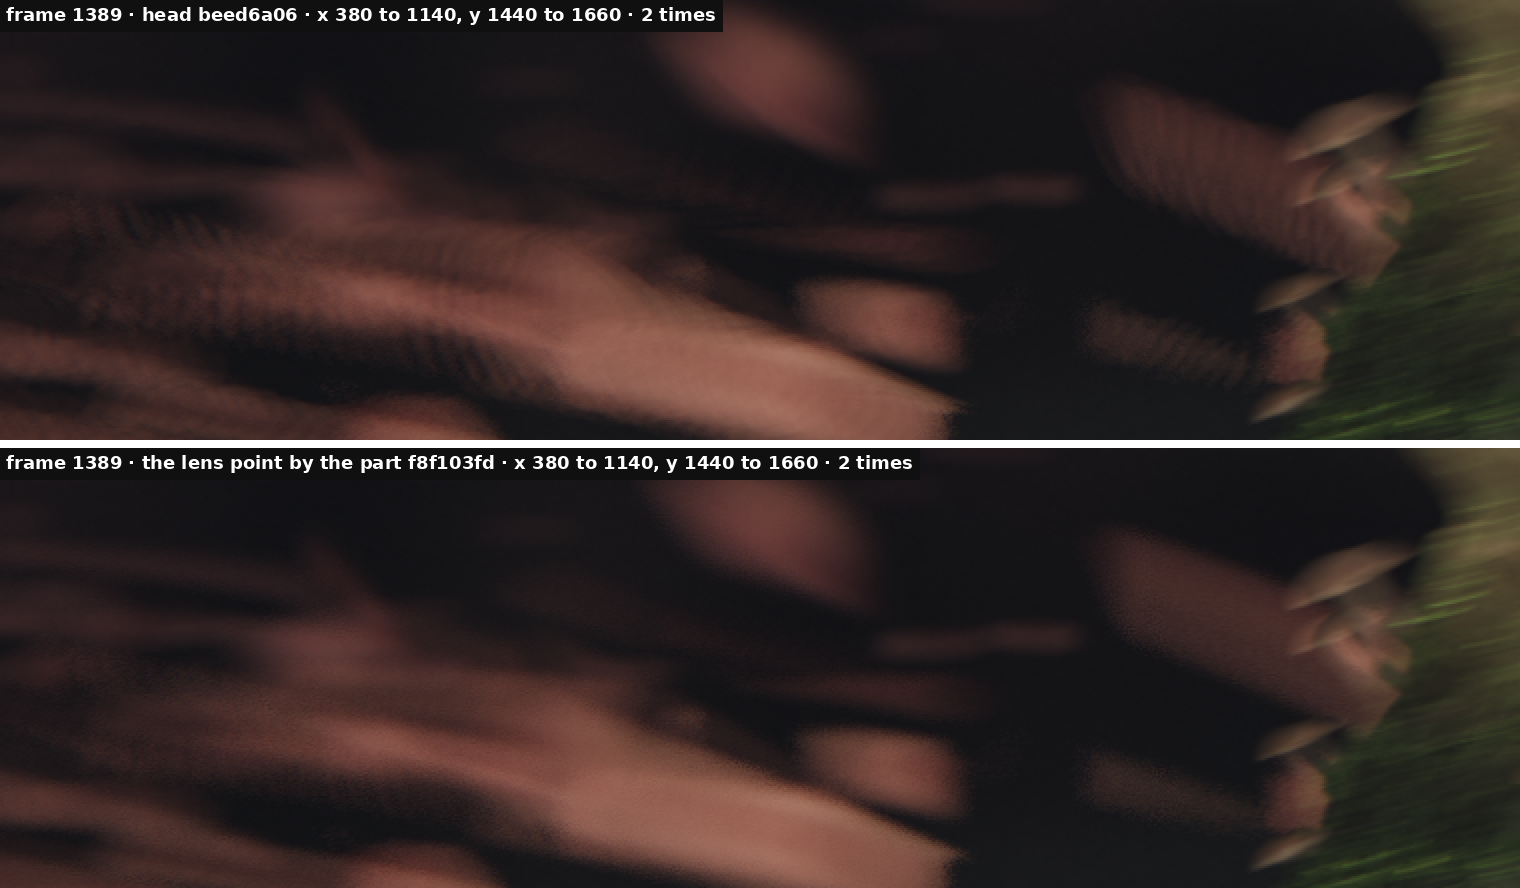 frame 1389 · head beed6a06 · x 380 to 1140, y 1440 to 1660 · 2 times
frame 1389 · the lens point by the part f8f103fd · x 380 to 1140, y 1440 to 1660 · 2 times